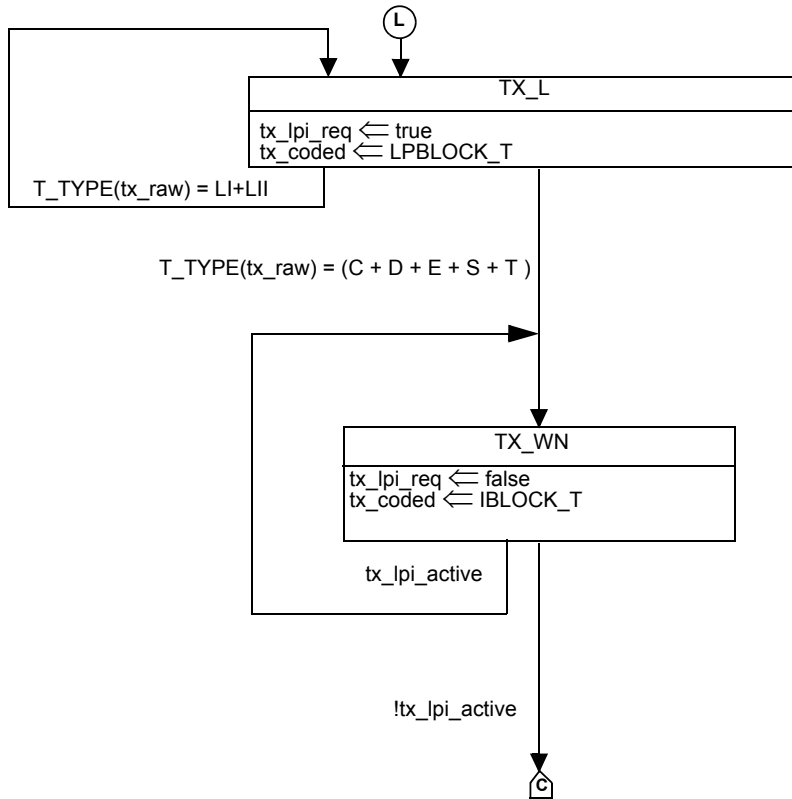 L
TX_L
tx_lpi_req ⇐ true
tx_coded ⇐ LPBLOCK_T
T_TYPE(tx_raw) = LI+LII
T_TYPE(tx_raw) = (C + D + E + S + T )
TX_WN
tx_lpi_req ⇐ false
tx_coded ⇐ IBLOCK_T
tx_lpi_active
!tx_lpi_active
C